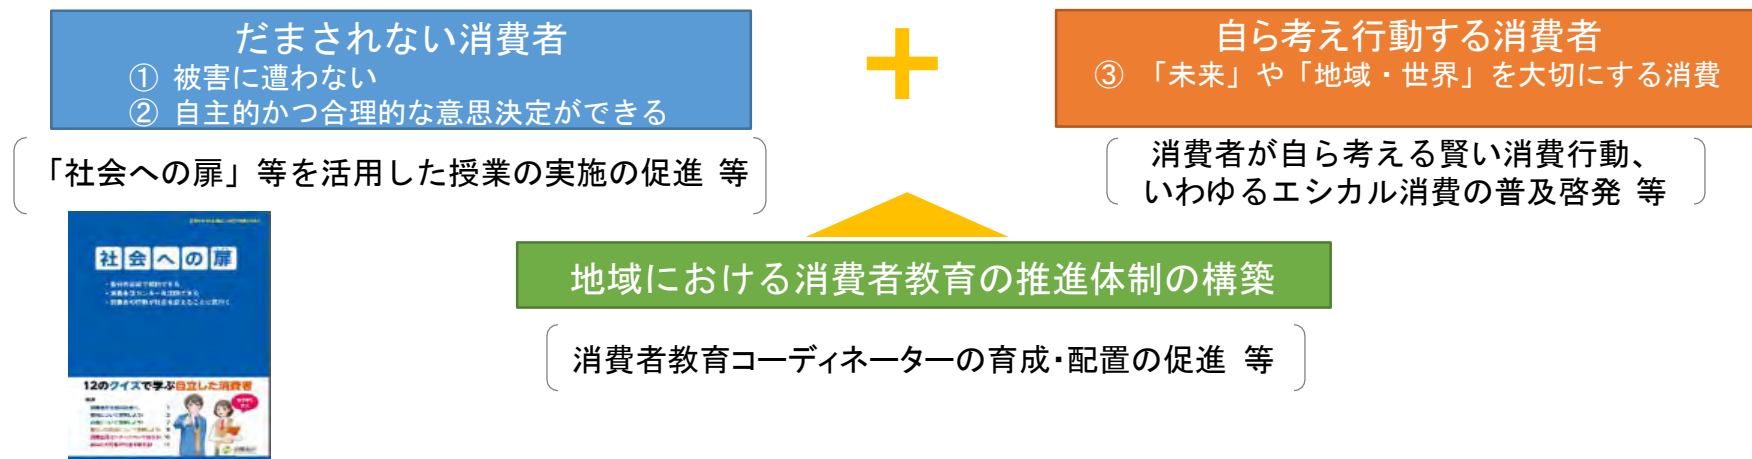 だまされない消費者
① 被害に遭わない
② 自主的かつ合理的な意思決定ができる
自ら考え行動する消費者
③ 「未来」や「地域・世界」を大切にする消費
「社会への扉」等を活用した授業の実施の促進 等
消費者が自ら考える賢い消費行動、
いわゆるエシカル消費の普及啓発 等
社会への扉
12のクイズで学ぶ自立した消費者
地域における消費者教育の推進体制の構築
消費者教育コーディネーターの育成・配置の促進 等